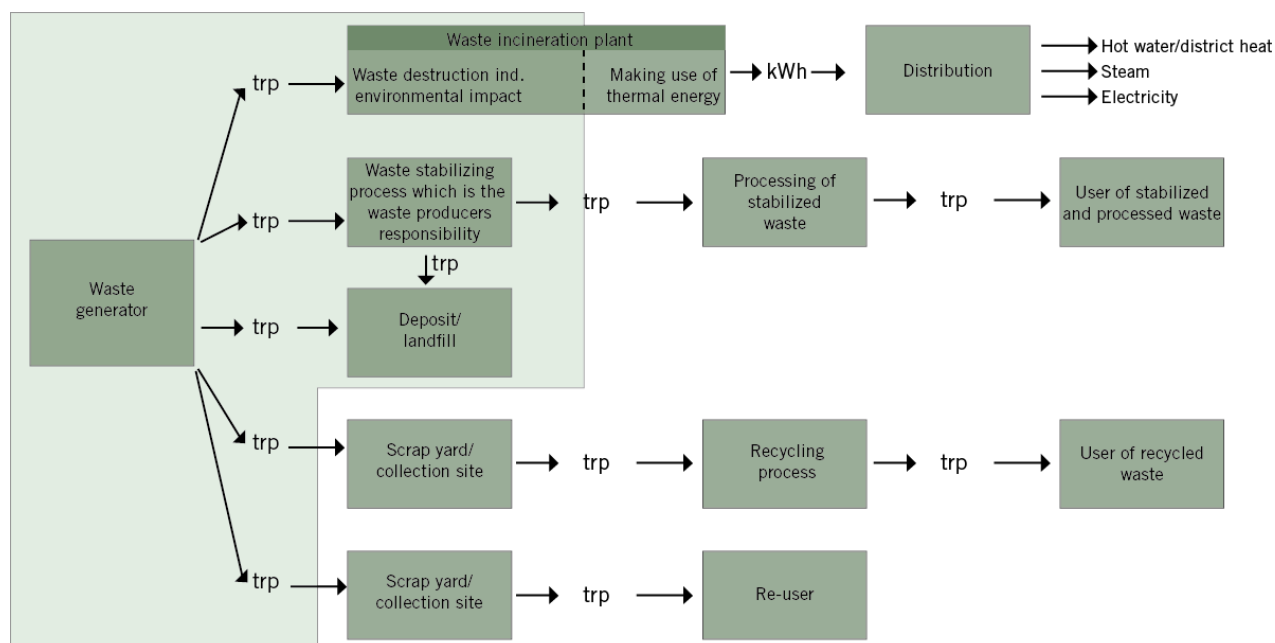 Waste incineration plant
trp
Waste destruction ind.
environmental impact
Making use of
thermal energy
kWh
Distribution
Hot water/district heat
Steam
Electricity
trp
Waste stabilizing
process which is the
waste producers
responsibility
trp
Processing of
stabilized
waste
trp
User of stabilized
and processed waste
trp
Waste
generator
trp
Deposit/
landfill
trp
Scrap yard/
collection site
trp
Recycling
process
trp
User of recycled
waste
trp
Scrap yard/
collection site
trp
Re-user